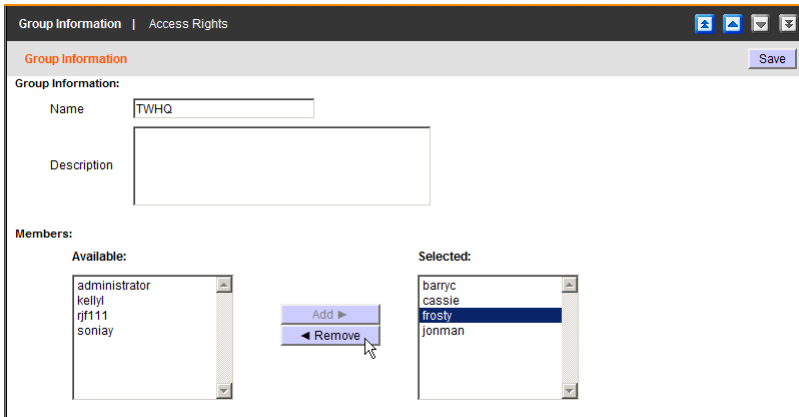 Group Information | Access Rights
Group Information Save
Group Information:
Name TWHQ
Description
Members:
Available: Selected:
administrator barryc
kellyl cassie
rjf111 Add ► frosty
soniay ◄ Remove jonman